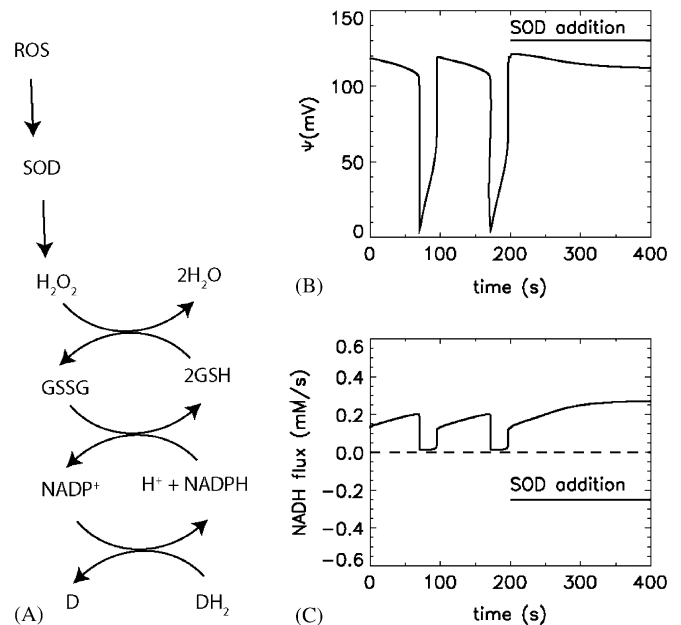 ROS
SOD
H₂O₂
2H₂O
GSSG
2GSH
NADP⁺
H⁺ + NADPH
D
DH₂
(A)
150
100
50
0
ψ(mV)
SOD addition
0 100 200 300 400
time (s)
(B)
0.6
0.4
0.2
0.0
−0.2
−0.4
−0.6
NADH flux (mM/s)
SOD addition
0 100 200 300 400
time (s)
(C)